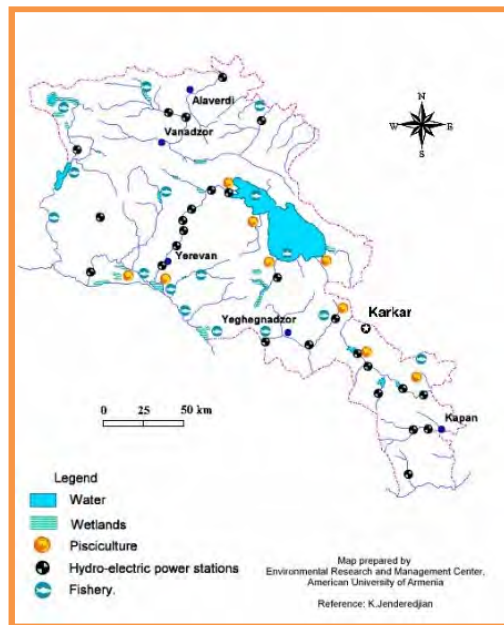 Alaverdi
Vanadzor
N
W E
S
Yerevan
Karkar
Yeghegnadzor
Kapan
0 25 50 km
Legend
Water
Wetlands
Pisciculture
Hydro-electric power stations
Fishery.
Map prepared by
Environmental Research and Management Center,
American University of Armenia
Reference: K.Jenderedjian